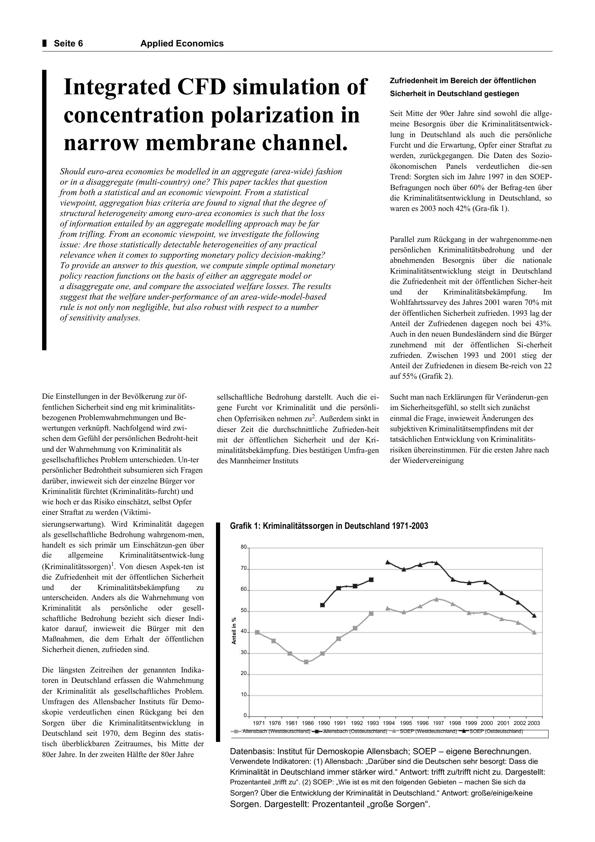 Seite 6
Applied Economics
Integrated CFD simulation of
concentration polarization in
narrow membrane channel.
Should euro-area economies be modelled in an aggregate (area-wide) fashion
or in a disaggregate (multi-country) one? This paper tackles that question
from both a statistical and an economic viewpoint. From a statistical
viewpoint, aggregation bias criteria are found to signal that the degree of
structural heterogeneity among euro-area economies is such that the loss
of information entailed by an aggregate modelling approach may be far
from trifling. From an economic viewpoint, we investigate the following
issue: Are those statistically detectable heterogeneities of any practical
relevance when it comes to supporting monetary policy decision-making?
To provide an answer to this question, we compute simple optimal monetary
policy reaction functions on the basis of either an aggregate model or
a disaggregate one, and compare the associated welfare losses. The results
suggest that the welfare under-performance of an area-wide-model-based
rule is not only non negligible, but also robust with respect to a number
of sensitivity analyses.
Zufriedenheit im Bereich der öffentlichen
Sicherheit in Deutschland gestiegen
Seit Mitte der 90er Jahre sind sowohl die allge-
meine Besorgnis über die Kriminalitätsentwick-
lung in Deutschland als auch die persönliche
Furcht und die Erwartung, Opfer einer Straftat zu
werden, zurückgegangen. Die Daten des Sozio-
ökonomischen Panels verdeutlichen die-sen
Trend: Sorgten sich im Jahre 1997 in den SOEP-
Befragungen noch über 60% der Befrag-ten über
die Kriminalitätsentwicklung in Deutschland, so
waren es 2003 noch 42% (Gra-fik 1).
Parallel zum Rückgang in der wahrgenomme-nen
persönlichen Kriminalitätsbedrohung und der
abnehmenden Besorgnis über die nationale
Kriminalitätsentwicklung steigt in Deutschland
die Zufriedenheit mit der öffentlichen Sicher-heit
und der Kriminalitätsbekämpfung. Im
Wohlfahrtssurvey des Jahres 2001 waren 70% mit
der öffentlichen Sicherheit zufrieden. 1993 lag der
Anteil der Zufriedenen dagegen noch bei 43%.
Auch in den neuen Bundesländern sind die Bürger
zunehmend mit der öffentlichen Si-cherheit
zufrieden. Zwischen 1993 und 2001 stieg der
Anteil der Zufriedenen in diesem Be-reich von 22
auf 55% (Grafik 2).
Die Einstellungen in der Bevölkerung zur öf-
fentlichen Sicherheit sind eng mit kriminalitäts-
bezogenen Problemwahrnehmungen und Be-
wertungen verknüpft. Nachfolgend wird zwi-
schen dem Gefühl der persönlichen Bedroht-heit
und der Wahrnehmung von Kriminalität als
gesellschaftliches Problem unterschieden. Un-ter
persönlicher Bedrohtheit subsumieren sich Fragen
darüber, inwieweit sich der einzelne Bürger vor
Kriminalität fürchtet (Kriminalitäts-furcht) und
wie hoch er das Risiko einschätzt, selbst Opfer
einer Straftat zu werden (Viktimi-
sierungserwartung). Wird Kriminalität dagegen
als gesellschaftliche Bedrohung wahrgenom-men,
handelt es sich primär um Einschätzun-gen über
die allgemeine Kriminalitätsentwick-lung
(Kriminalitätssorgen)1. Von diesen Aspek-ten ist
die Zufriedenheit mit der öffentlichen Sicherheit
und der Kriminalitätsbekämpfung zu
unterscheiden. Anders als die Wahrnehmung von
Kriminalität als persönliche oder gesell-
schaftliche Bedrohung bezieht sich dieser Indi-
kator darauf, inwieweit die Bürger mit den
Maßnahmen, die dem Erhalt der öffentlichen
Sicherheit dienen, zufrieden sind.
Die längsten Zeitreihen der genannten Indika-
toren in Deutschland erfassen die Wahrnehmung
der Kriminalität als gesellschaftliches Problem.
Umfragen des Allensbacher Instituts für Demo-
skopie verdeutlichen einen Rückgang bei den
Sorgen über die Kriminalitätsentwicklung in
Deutschland seit 1970, dem Beginn des statis-
tisch überblickbaren Zeitraumes, bis Mitte der
80er Jahre. In der zweiten Hälfte der 80er Jahre
sellschaftliche Bedrohung darstellt. Auch die ei-
gene Furcht vor Kriminalität und die persönli-
chen Opferrisiken nehmen zu2. Außerdem sinkt in
dieser Zeit die durchschnittliche Zufrieden-heit
mit der öffentlichen Sicherheit und der Kri-
minalitätsbekämpfung. Dies bestätigen Umfra-gen
des Mannheimer Instituts
Sucht man nach Erklärungen für Veränderun-gen
im Sicherheitsgefühl, so stellt sich zunächst
einmal die Frage, inwieweit Änderungen des
subjektiven Kriminalitätsempfindens mit der
tatsächlichen Entwicklung von Kriminalitäts-
risiken übereinstimmen. Für die ersten Jahre nach
der Wiedervereinigung
Grafik 1: Kriminalitätssorgen in Deutschland 1971-2003
Anteil in %
80
70
60
50
40
30
20
10
0
1971 1976 1981 1986 1990 1991 1992 1993 1994 1995 1996 1997 1998 1999 2000 2001 2002 2003
Allensbach (Westdeutschland) Allensbach (Ostdeutschland) SOEP (Westdeutschland) SOEP (Ostdeutschland)
Datenbasis: Institut für Demoskopie Allensbach; SOEP – eigene Berechnungen.
Verwendete Indikatoren: (1) Allensbach: „Darüber sind die Deutschen sehr besorgt: Dass die
Kriminalität in Deutschland immer stärker wird.“ Antwort: trifft zu/trifft nicht zu. Dargestellt:
Prozentanteil „trifft zu“. (2) SOEP: „Wie ist es mit den folgenden Gebieten – machen Sie sich da
Sorgen? Über die Entwicklung der Kriminalität in Deutschland.“ Antwort: große/einige/keine
Sorgen. Dargestellt: Prozentanteil „große Sorgen“.